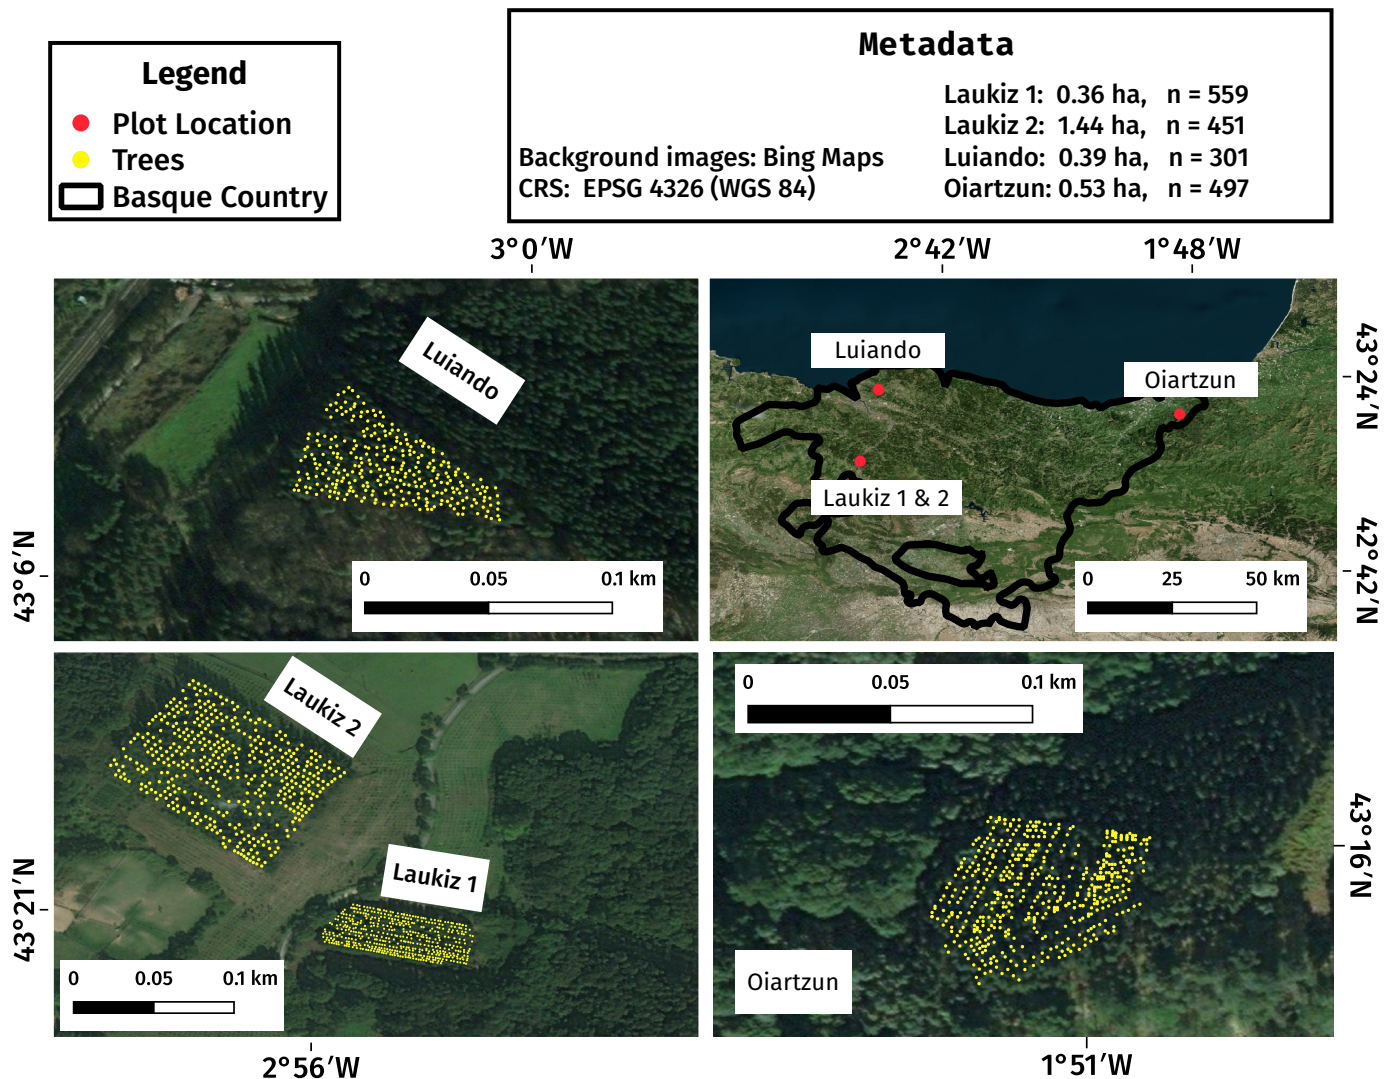 Legend
Plot Location
Trees
Basque Country
Metadata
Laukiz 1: 0.36 ha, n = 559
Laukiz 2: 1.44 ha, n = 451
Background images: Bing Maps
Luiando: 0.39 ha, n = 301
CRS: EPSG 4326 (WGS 84)
Oiartzun: 0.53 ha, n = 497
3°0′W
2°42′W
1°48′W
Luiando
0 0.05 0.1 km
43°6′N
Luiando
Oiartzun
Laukiz 1 & 2
0 25 50 km
43°24′N
42°42′N
Laukiz 2
Laukiz 1
0 0.05 0.1 km
43°21′N
2°56′W
0 0.05 0.1 km
Oiartzun
43°16′N
1°51′W